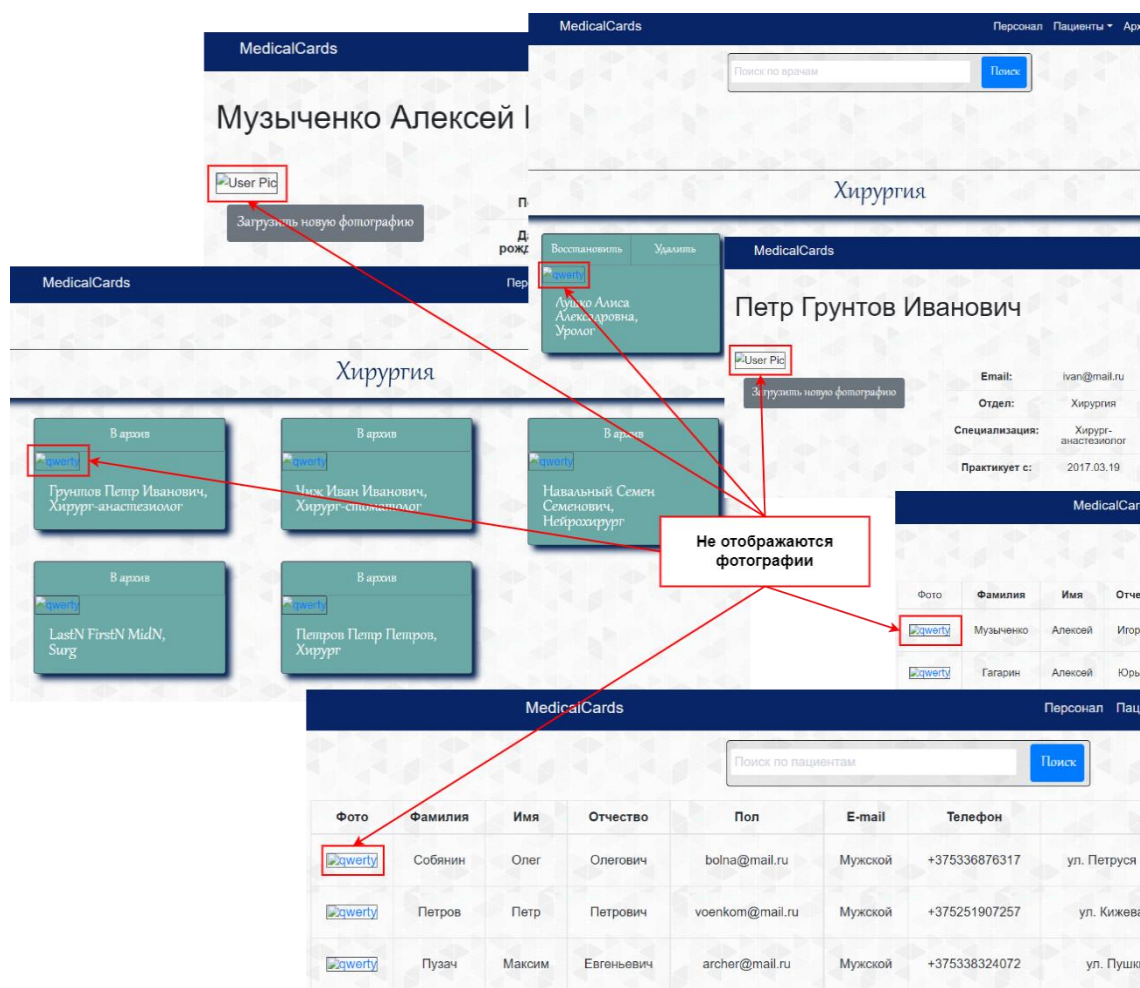 MedicalCards
Персонал Пациенты
Поиск по врачам Поиск
Хирургия
Восстановить Удалить
qwerty
Лушко Алиса
Александровна,
Уролог
MedicalCards
Музыченко Алексей
User Pic
Загрузить новую фотографию
MedicalCards
Петр Грунтов Иванович
User Pic
Загрузить новую фотографию
Email: ivan@mail.ru
Отдел: Хирургия
Специализация: Хирург-
анастезиолог
Практикует с: 2017.03.19
MedicalCards
Хирургия
В архив
qwerty
Грунтов Петр Иванович,
Хирург-анастезиолог
В архив
qwerty
Чиж Иван Иванович,
Хирург-стоматолог
В архив
qwerty
Навальный Семен
Семенович,
Нейрохирург
В архив
qwerty
LastN FirstN MidN,
Surg
В архив
qwerty
Петров Петр Петров,
Хирург
Не отображаются
фотографии
Фото Фамилия Имя
qwerty Музыченко Алексей
qwerty Гагарин Алексей
MedicalCards
Персонал
Поиск по пациентам Поиск
Фото Фамилия Имя Отчество Пол E-mail Телефон
qwerty Собянин Олег Олегович bolna@mail.ru Мужской +375336876317 ул. Петруся
qwerty Петров Петр Петрович voenkom@mail.ru Мужской +375251907257 ул.
qwerty Пузач Максим Евгеньевич archer@mail.ru Мужской +375338324072 ул.